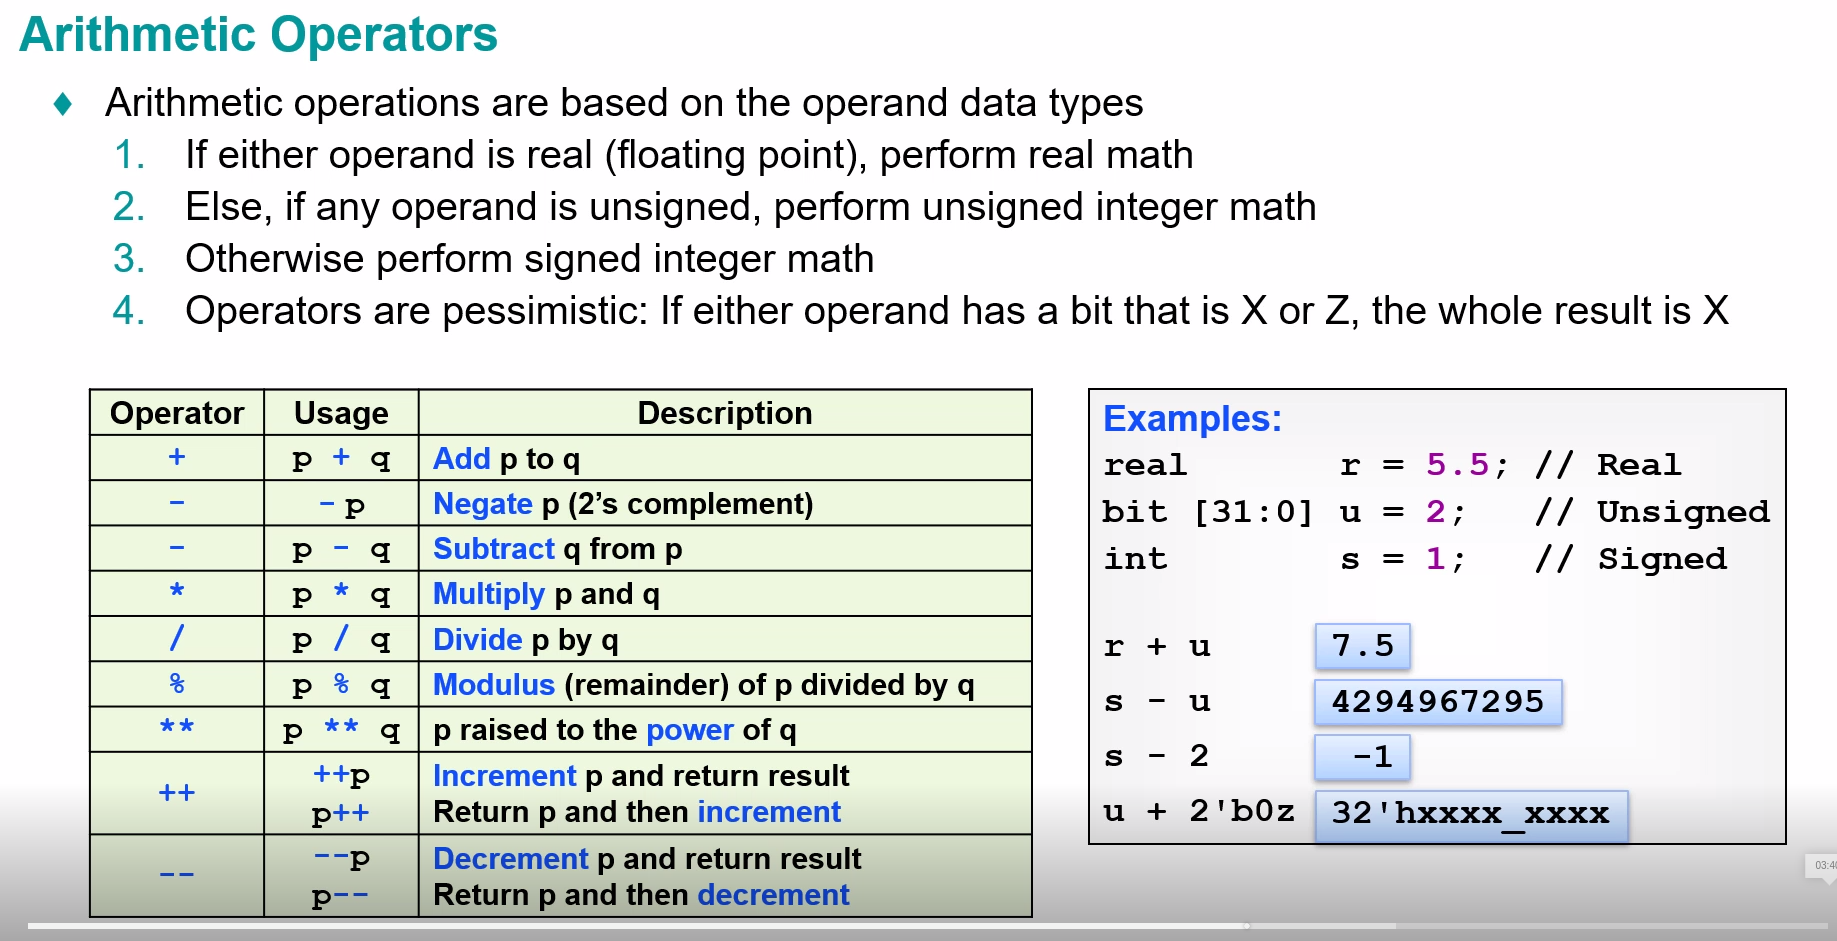 Arithmetic Operators
♦ Arithmetic operations are based on the operand data types
1. If either operand is real (floating point), perform real math
2. Else, if any operand is unsigned, perform unsigned integer math
3. Otherwise perform signed integer math
4. Operators are pessimistic: If either operand has a bit that is X or Z, the whole result is X
Operator Usage Description
+ p + q Add p to q
- - p Negate p (2’s complement)
- p - q Subtract q from p
* p * q Multiply p and q
/ p / q Divide p by q
% p % q Modulus (remainder) of p divided by q
** p ** q p raised to the power of q
++ ++p Increment p and return result
p++ Return p and then increment
-- --p Decrement p and return result
p-- Return p and then decrement
Examples:
real r = 5.5; // Real
bit [31:0] u = 2; // Unsigned
int s = 1; // Signed
r + u 7.5
s - u 4294967295
s - 2 -1
u + 2'b0z 32'hxxxx_xxxx